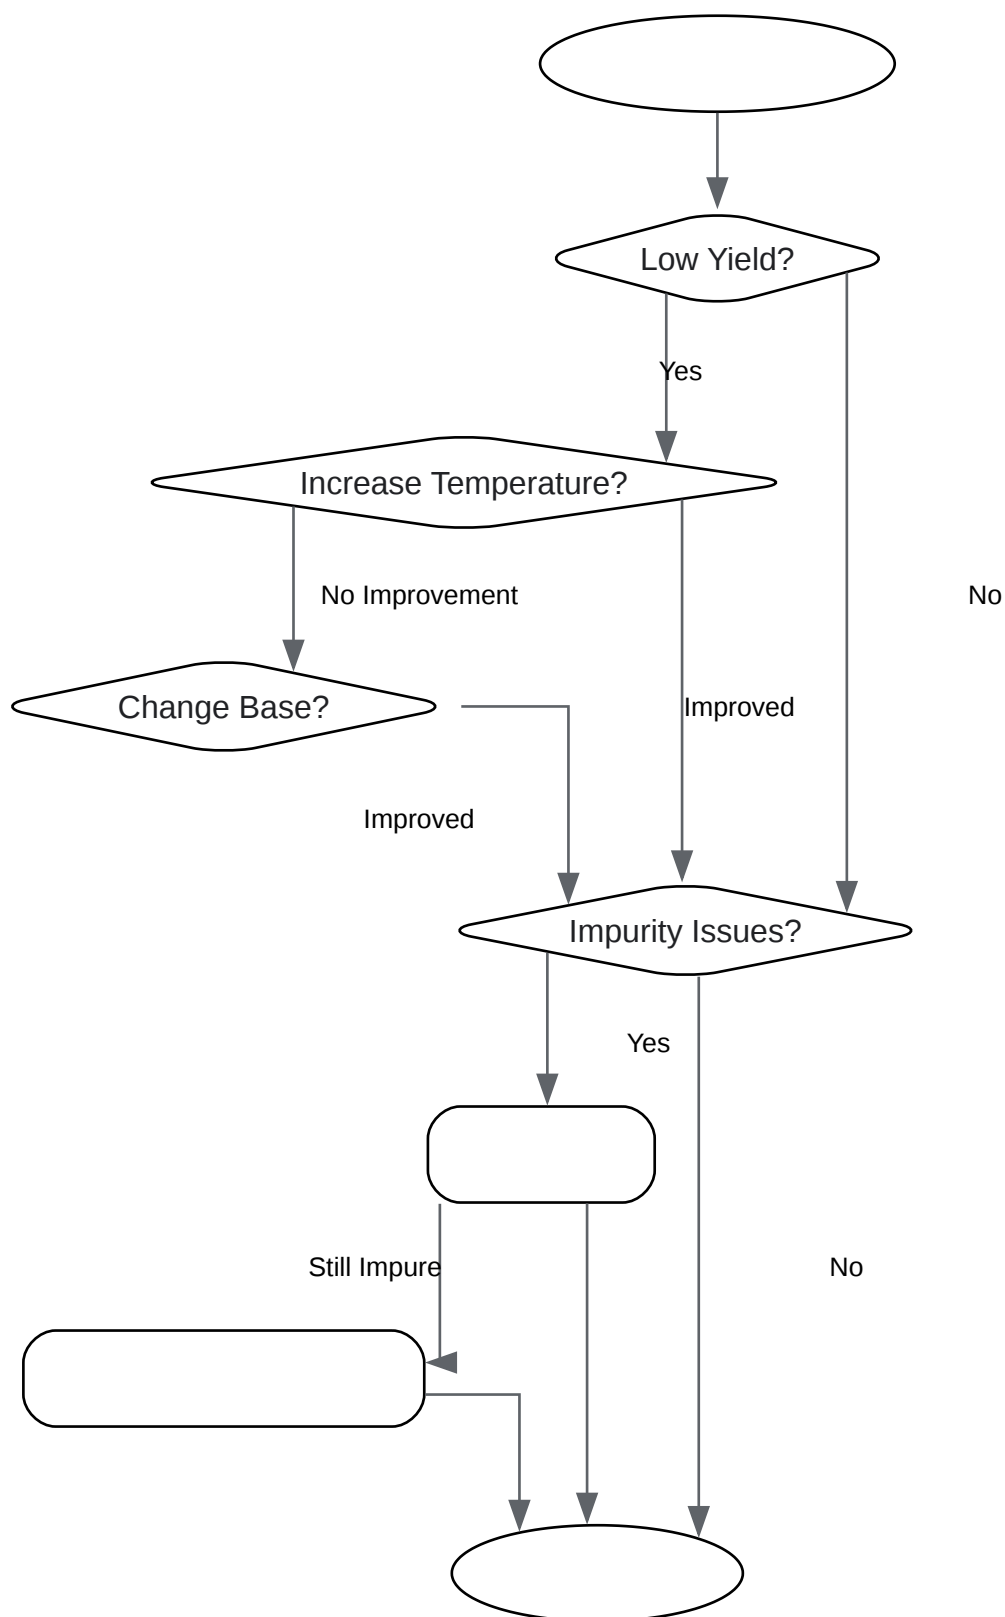 Low Yield?
Yes
Increase Temperature?
No Improvement
No
Change Base?
Improved
Improved
Impurity Issues?
Yes
Still Impure
No